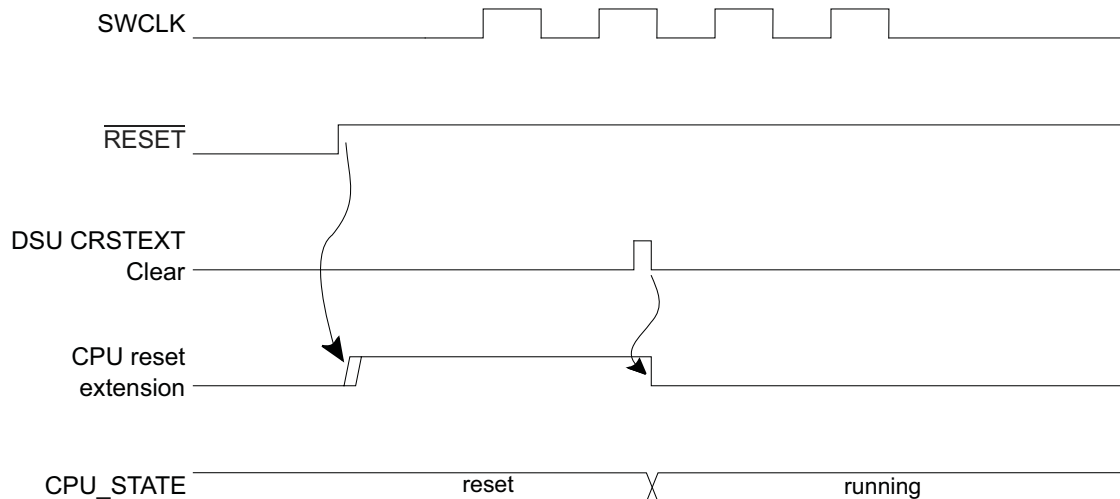 SWCLK
RESET
DSU CRSTEXT
Clear
CPU reset
extension
CPU_STATE
reset
running